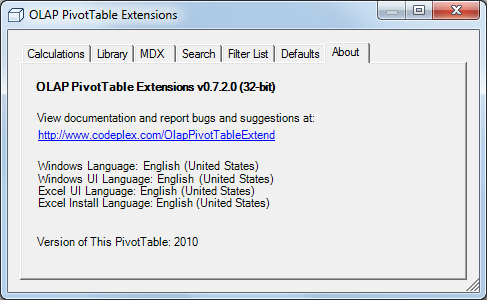 OLAP PivotTable Extensions
Calculations Library MDX Search Filter List Defaults About
OLAP PivotTable Extensions v0.7.2.0 (32-bit)
View documentation and report bugs and suggestions at:
http://www.codeplex.com/OlapPivotTableExtend
Windows Language: English (United States)
Windows UI Language: English (United States)
Excel UI Language: English (United States)
Excel Install Language: English (United States)
Version of This PivotTable: 2010